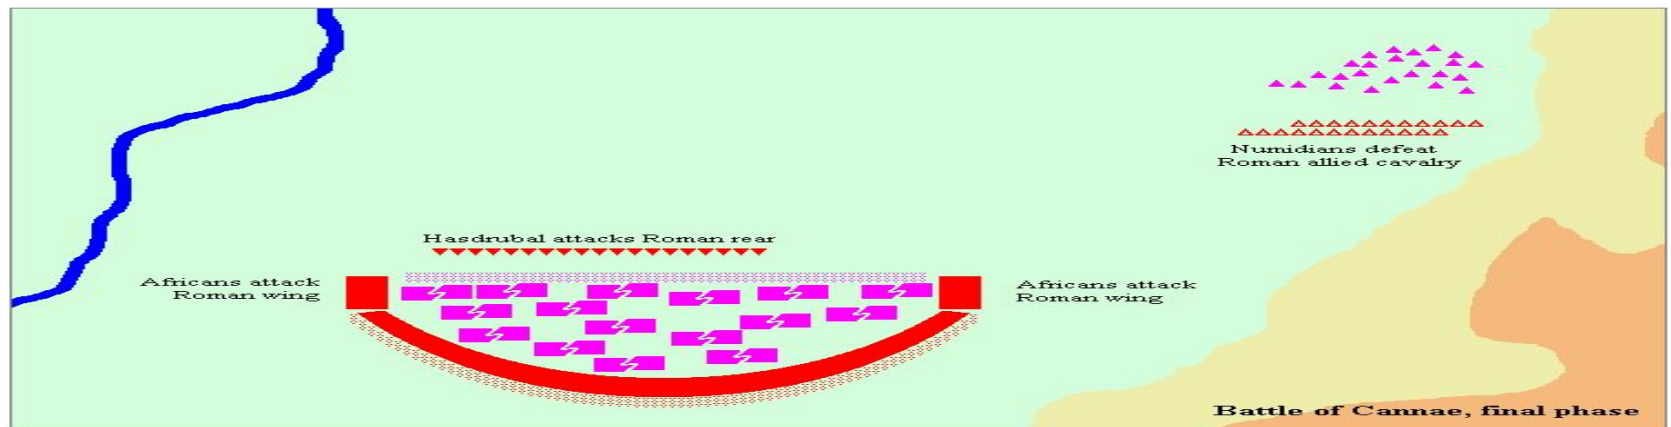 Numidians defeat
Roman allied cavalry
Hasdrubal attacks Roman rear
Africans attack
Roman wing
Africans attack
Roman wing
Battle of Cannae, final phase